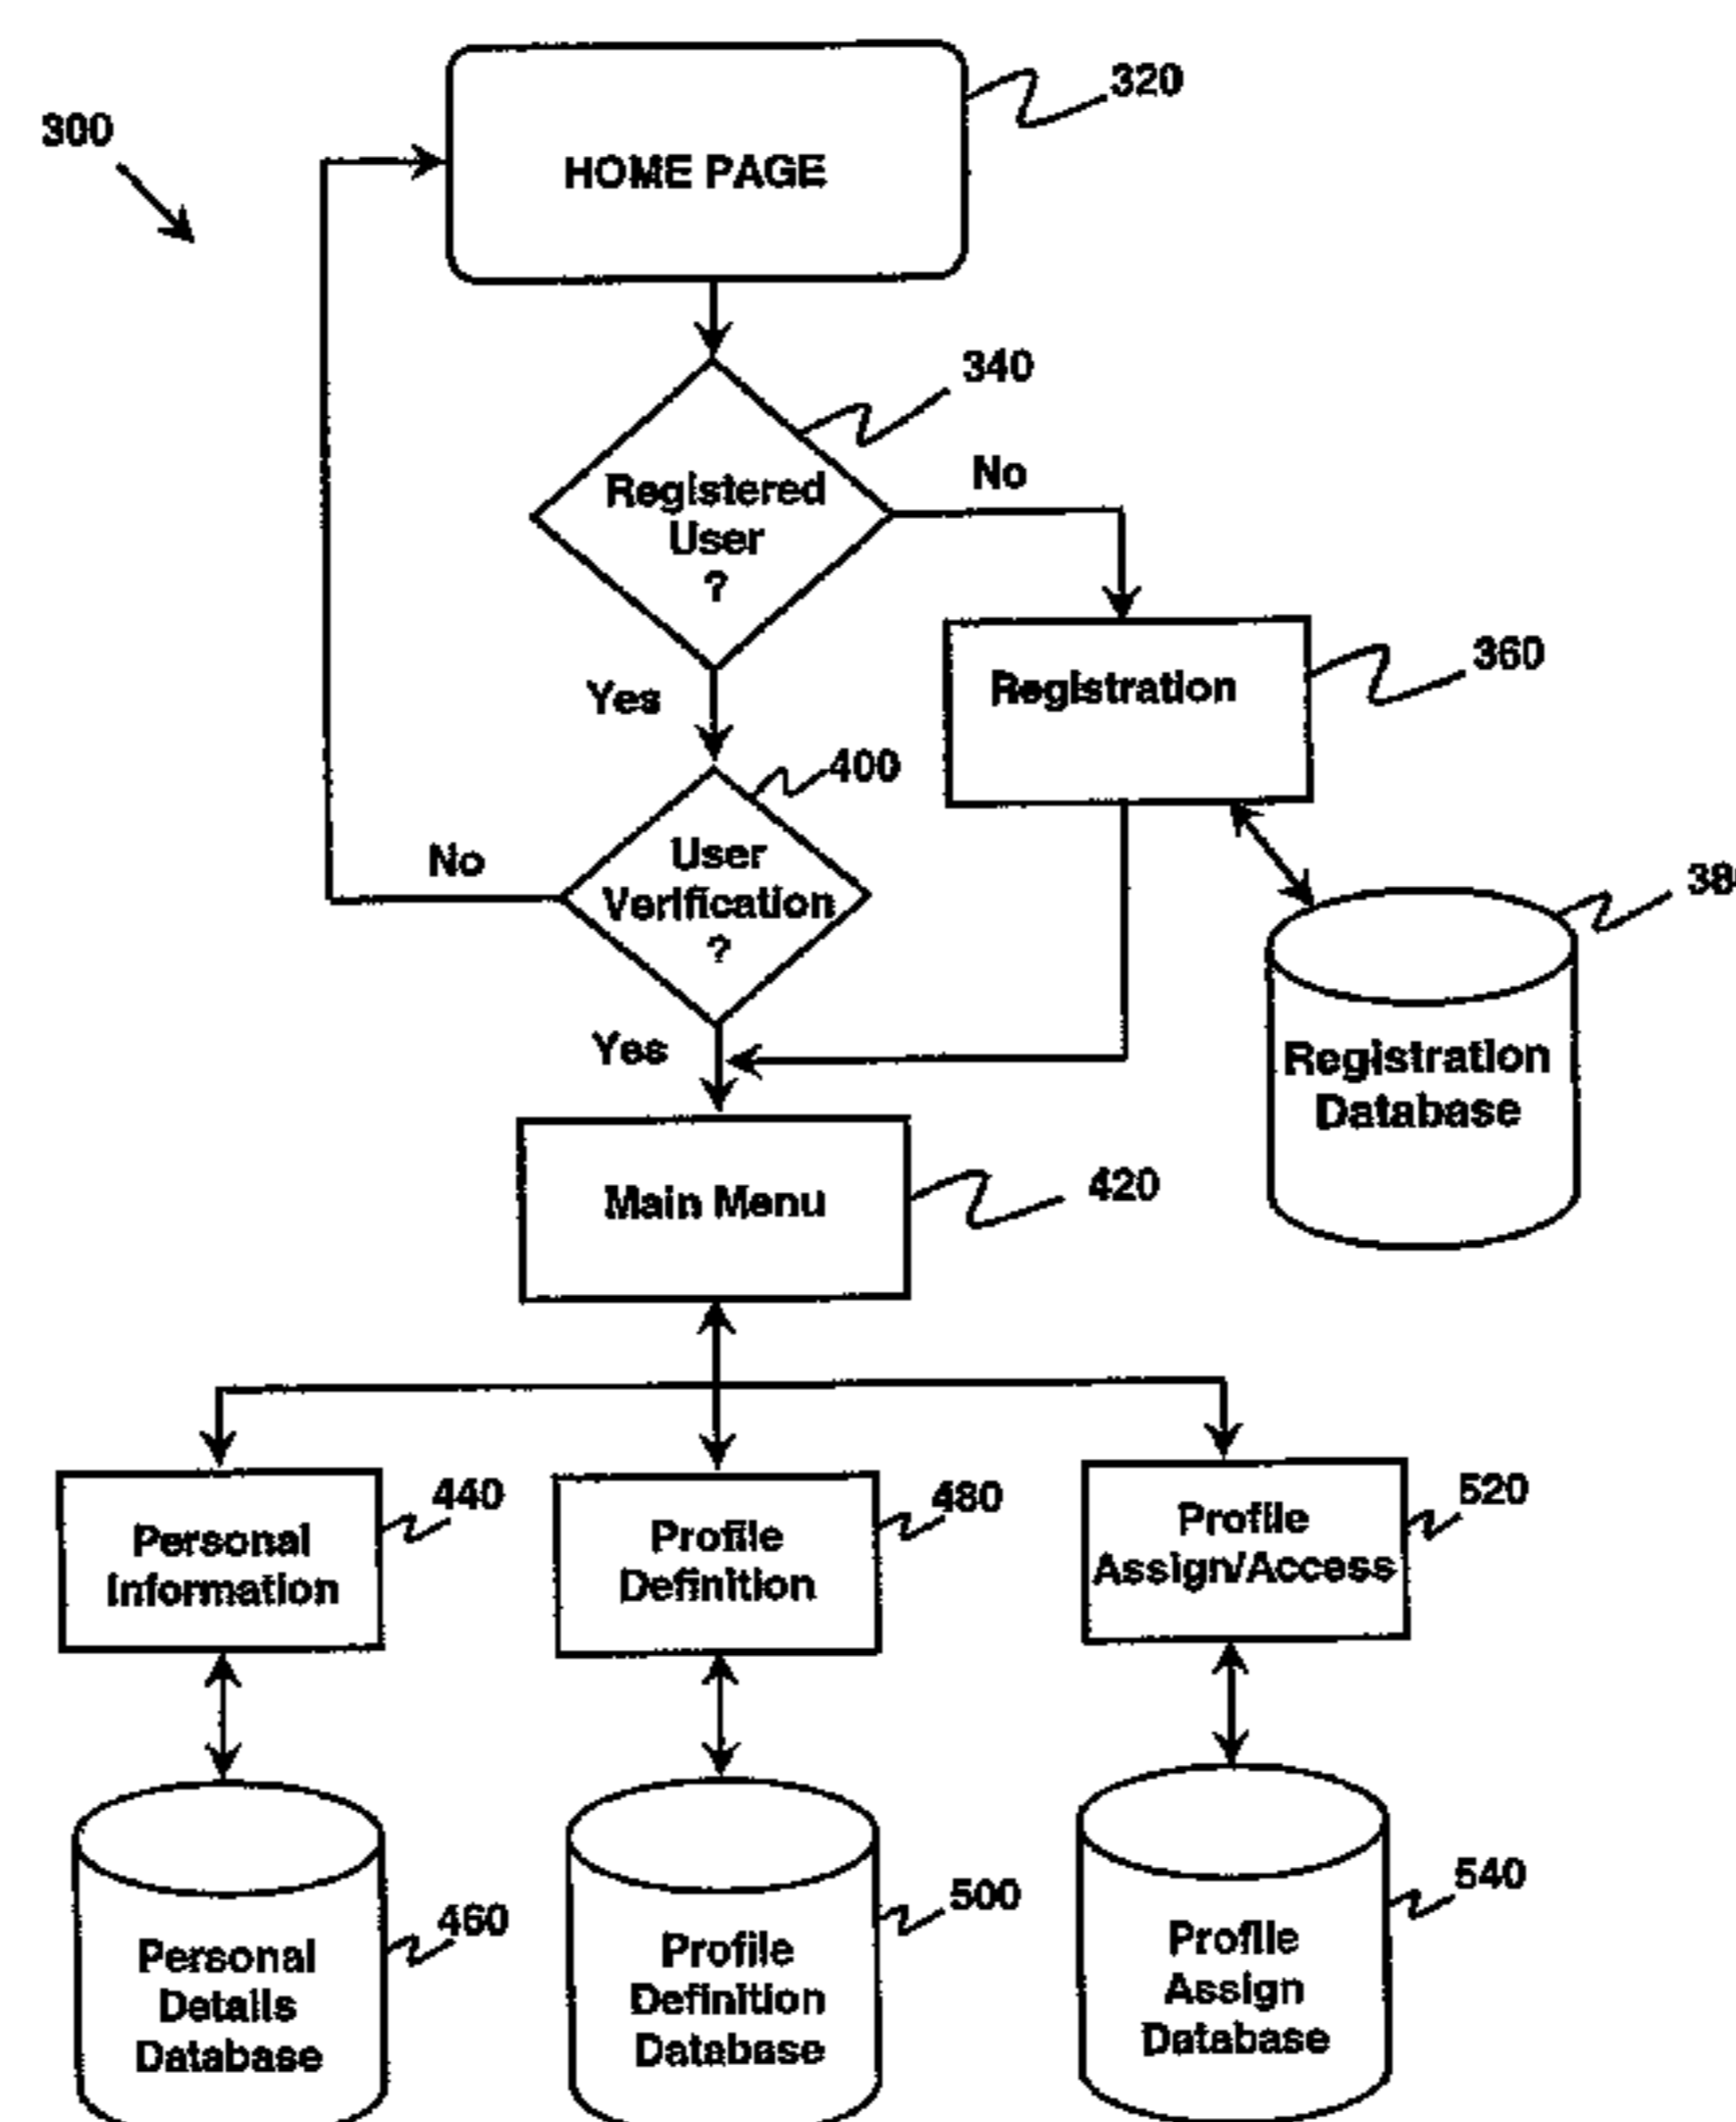 320
300
HOME PAGE
340
No
Registered
User
?
360
Registration
Yes
400
User
Verification
?
No
38
Yes
Registration
Database
Main Menu
420
440
480
520
Personal
Information
Profile
Definition
Profile
Assign/Access
460
500
540
Personal
Details
Database
Profile
Definition
Database
Profile
Assign
Database